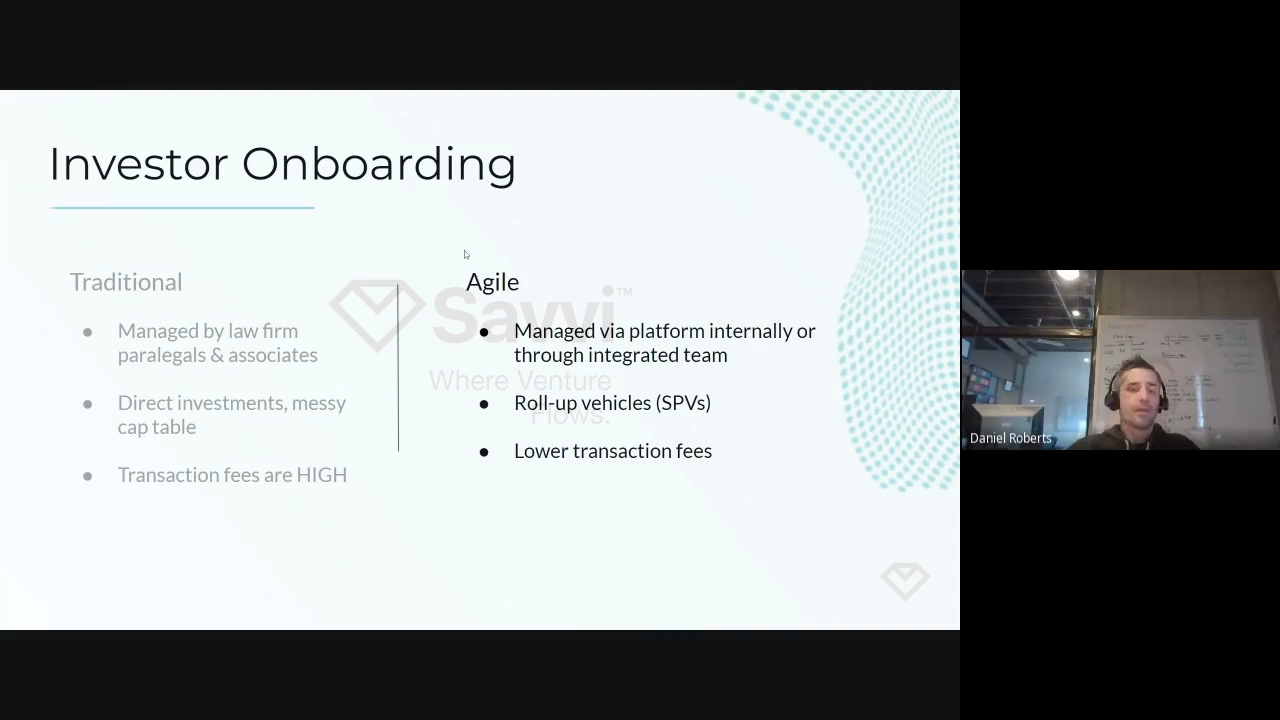 Investor Onboarding
Traditional
● Managed by law firm
paralegals & associates
● Direct investments, messy
cap table
● Transaction fees are HIGH
Agile
● Managed via platform internally or
through integrated team
● Roll-up vehicles (SPVs)
● Lower transaction fees
Savvi™
Where Venture
Flows.
Daniel Roberts